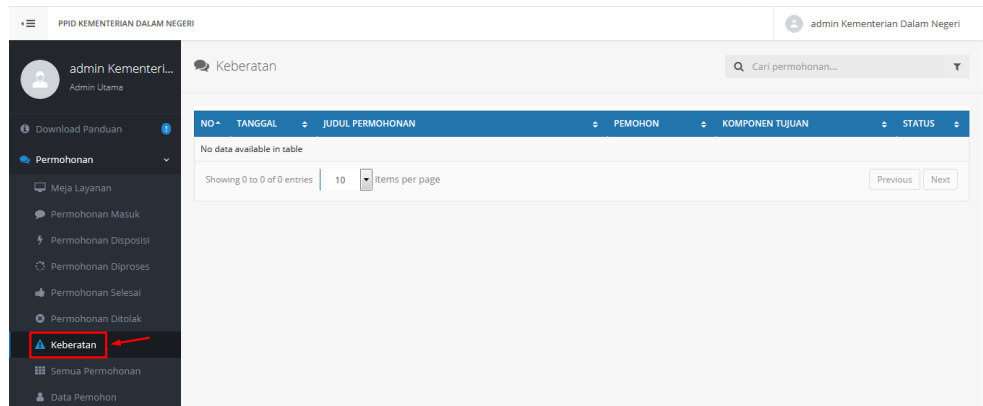 PPID KEMENTERIAN DALAM NEGERI
admin Kementerian Dalam Negeri
admin Kementeri...
Admin Utama
Keberatan
Cari permohonan...
Download Panduan
Permohonan
Meja Layanan
Permohonan Masuk
Permohonan Disposisi
Permohonan Diproses
Permohonan Selesai
Permohonan Ditolak
Keberatan
Semua Permohonan
Data Pemohon
NO TANGGAL JUDUL PERMOHONAN PEMOHON KOMPONEN TUJUAN STATUS
No data available in table
Showing 0 to 0 of 0 entries 10 items per page Previous Next